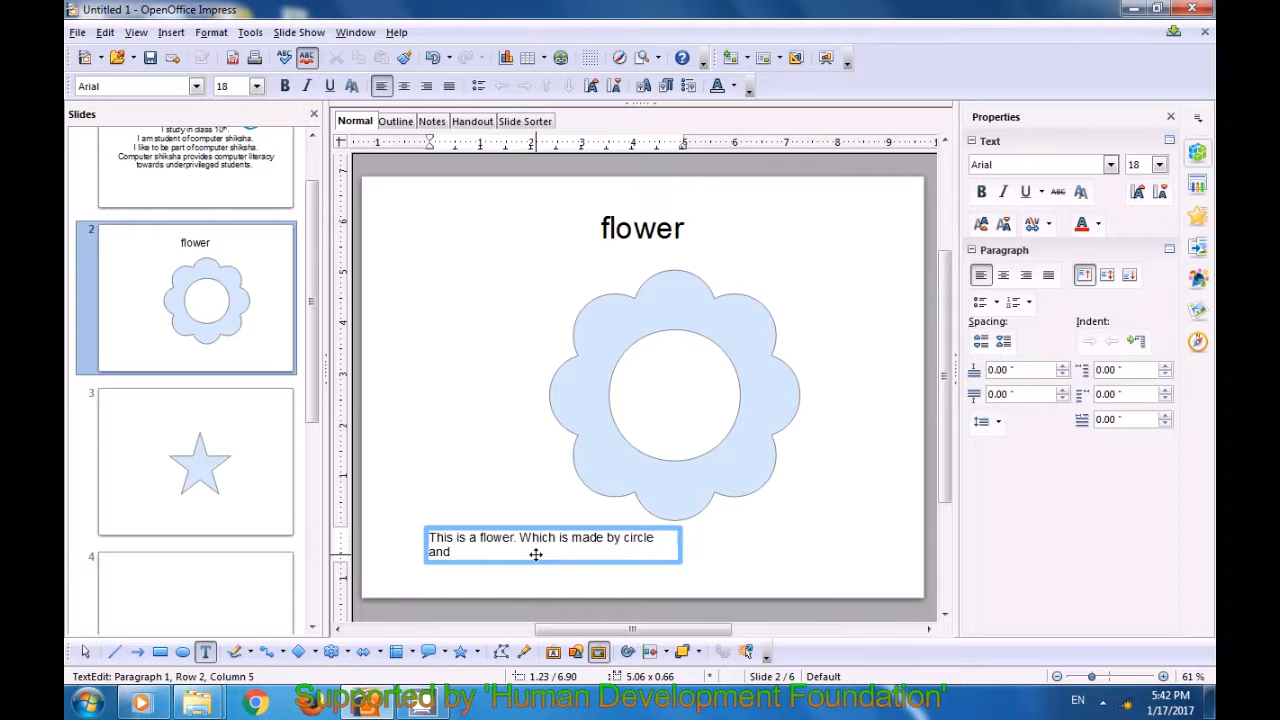 Untitled 1 - OpenOffice Impress
File Edit View Insert Format Tools Slide Show Window Help
Arial 18
Slides
Normal Outline Notes Handout Slide Sorter
Properties
Text
Arial 18
Paragraph
Spacing: Indent:
0.00 " 0.00 "
0.00 " 0.00 "
0.00 "
I study in class 10th.
I am student of computer shiksha.
I like to be part of computer shiksha.
Computer shiksha provides computer literacy
towards underprivileged students.
2
flower
3
4
flower
This is a flower. Which is made by circle
and
TextEdit: Paragraph 1, Row 2, Column 5
1.23 / 6.90
5.06 x 0.66
*
Slide 2 / 6
Default
61 %
Supported by 'Human Development Foundation'
EN
5:42 PM
1/17/2017